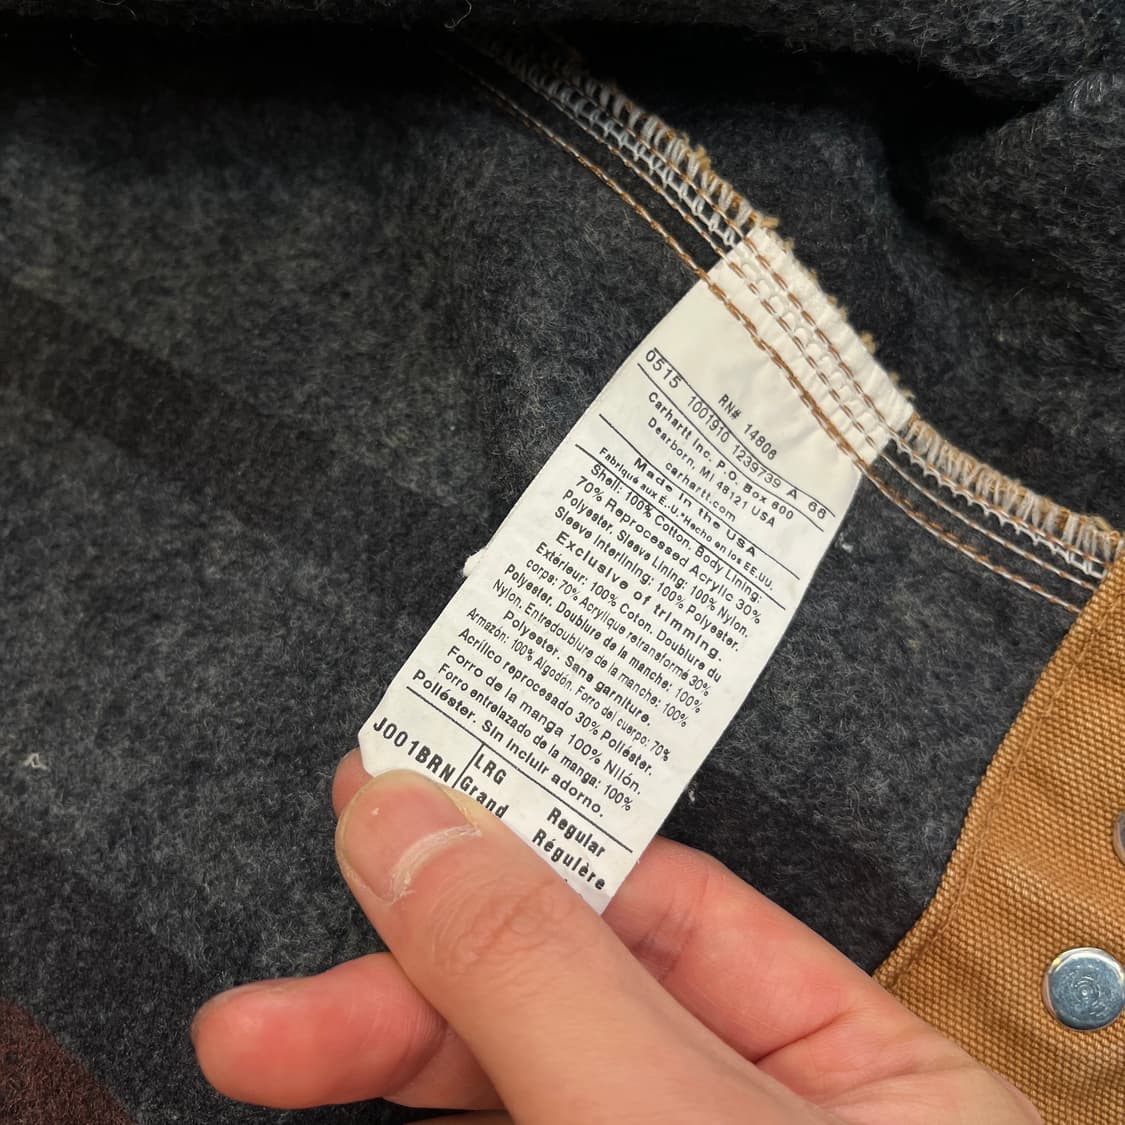 RN# 14806
0515 1001910 1239739 A 66
Carhartt Inc. P.O. Box 600
Dearborn, MI 48121 USA
carhartt.com
Made in the USA
Fabriqué aux É.-U.*Hecho en los EE.UU.
Shell: 100% Cotton. Body Lining:
70% Reprocessed Acrylic 30%
Polyester. Sleeve Lining: 100% Nylon.
Sleeve Interlining: 100% Polyester.
Exclusive of trimming.
Extérieur: 100% Coton. Doublure du
corps: 70% Acrylique retransformé 30%
Polyester. Doublure de la manche: 100%
Nylon. Entredoublure de la manche: 100%
Polyester. Sans garniture.
Armazón: 100% Algodón. Forro del cuerpo: 70%
Acrílico reprocesado 30% Poliéster.
Forro de la manga 100% Nilón.
Forro entrelazado de la manga: 100%
Poliéster. Sin incluir adorno.
J001BRN LRG Regular
Grand Régulère